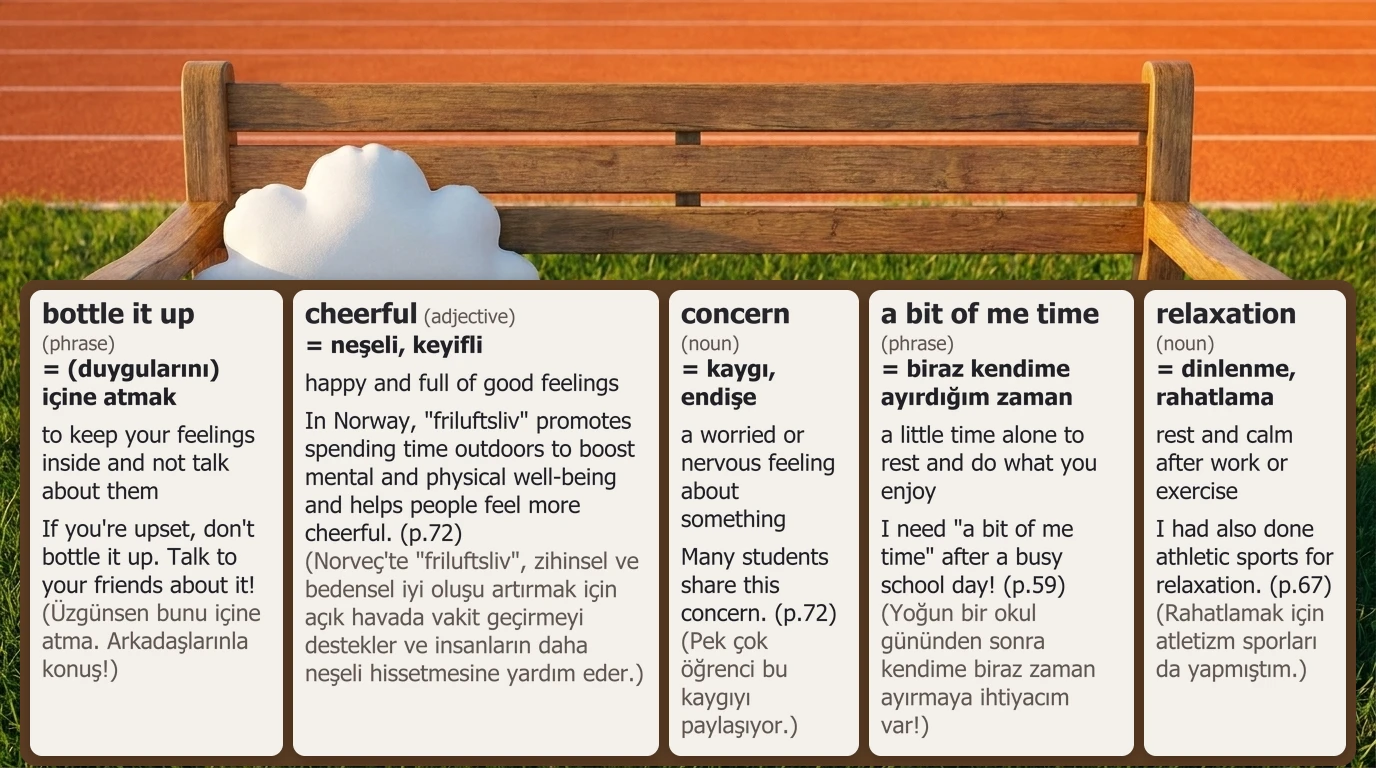 bottle it up
(phrase)
= (duygularını)
içine atmak
to keep your feelings
inside and not talk
about them
If you're upset, don't
bottle it up. Talk to
your friends about it!
(Üzgünsen bunu içine
atma. Arkadaşlarınla
konuş!)
cheerful (adjective)
= neşeli, keyifli
happy and full of good feelings
In Norway, "friluftsliv" promotes
spending time outdoors to boost
mental and physical well-being
and helps people feel more
cheerful. (p.72)
(Norveç'te "friluftsliv", zihinsel ve
bedensel iyi oluşu artırmak için
açık havada vakit geçirmeyi
destekler ve insanların daha
neşeli hissetmesine yardım eder.)
concern
(noun)
= kaygı,
endişe
a worried or
nervous feeling
about
something
Many students
share this
concern. (p.72)
(Pek çok
öğrenci bu
kaygıyı
paylaşıyor.)
a bit of me time
(phrase)
= biraz kendime
ayırdığım zaman
a little time alone to
rest and do what you
enjoy
I need "a bit of me
time" after a busy
school day! (p.59)
(Yoğun bir okul
gününden sonra
kendime biraz zaman
ayırmaya ihtiyacım
var!)
relaxation
(noun)
= dinlenme,
rahatlama
rest and calm
after work or
exercise
I had also done
athletic sports for
relaxation. (p.67)
(Rahatlamak için
atletizm sporları
da yapmıştım.)